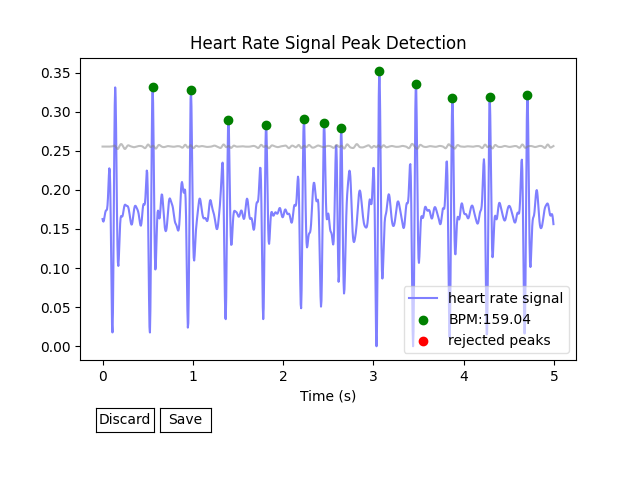 Heart Rate Signal Peak Detection
0.35
0.30
0.25
0.20
0.15
0.10
0.05
0.00
heart rate signal
BPM:159.04
rejected peaks
0 1 2 3 4 5
Time (s)
Discard Save